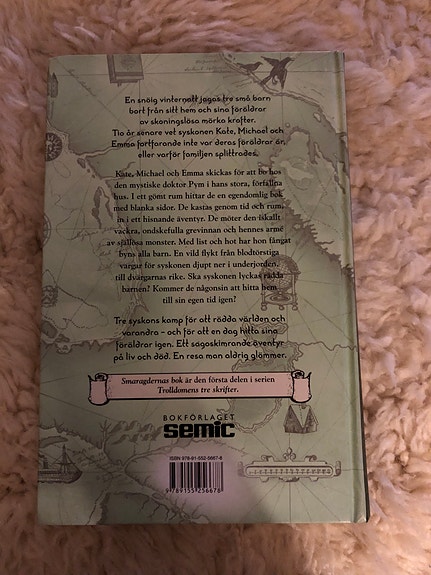 En snöig vinternatt jagas tre små barn
bort från sitt hem och sina föräldrar
av skoningslösa mörka krafter.
Tio år senare vet syskonen Kate, Michael och
Emma fortfarande inte var deras föräldrar är,
eller varför familjen splittrades.
Kate, Michael och Emma skickas för att bo hos
den mystiske doktor Pym i hans stora, förfallna
hus. I ett gömt rum hittar de en egendomlig bok
med blanka sidor. De kastas genom tid och rum,
in i ett hisnande äventyr. De möter den iskallt
vackra, ondskefulla grevinnan och hennes armé
av själlösa monster. Med list och hot har hon fångat
byns alla barn. En vild flykt från blodtörstiga
vargar för syskonen djupt ner i underjorden,
till dvärgarnas rike. Ska syskonen lyckas rädda
barnen? Kommer de någonsin att hitta hem
till sin egen tid igen?
Tre syskons kamp för att rädda världen och
varandra – och för att en dag hitta sina
föräldrar igen. Ett sagoskimrande äventyr
på liv och död. En resa man aldrig glömmer.
Smaragdernas bok är den första delen i serien
Trolldomens tre skrifter.
BOKFÖRLAGET
semic
ISBN 978-91-552-5667-8
9789155256678